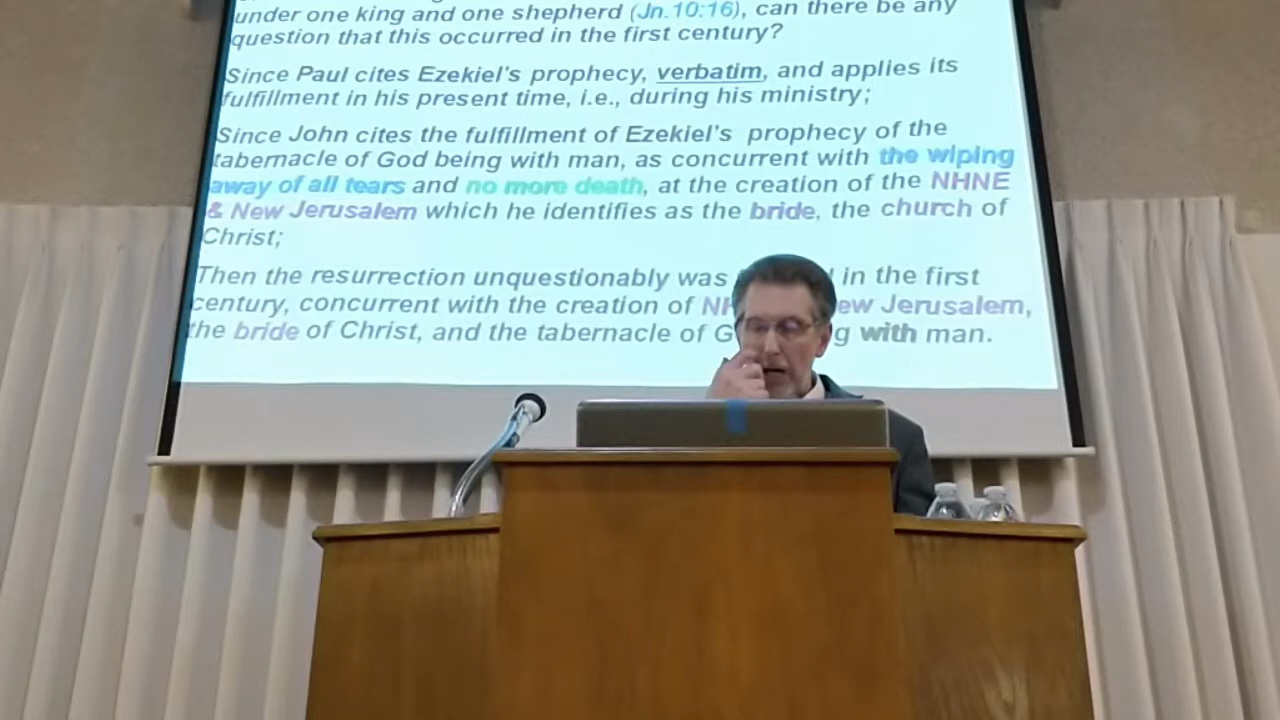 under one king and one shepherd (Jn.10:16), can there be any
question that this occurred in the first century?
Since Paul cites Ezekiel's prophecy, verbatim, and applies its
fulfillment in his present time, i.e., during his ministry;
Since John cites the fulfillment of Ezekiel's prophecy of the
tabernacle of God being with man, as concurrent with the wiping
away of all tears and no more death, at the creation of the NHNE
& New Jerusalem which he identifies as the bride, the church of
Christ;
Then the resurrection unquestionably was in the first
century, concurrent with the creation of Jerusalem,
the bride of Christ, and the tabernacle of with man.